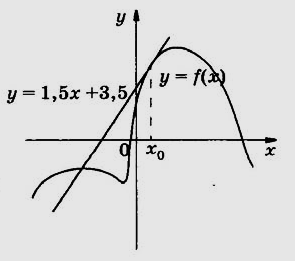 y
y = f(x)
y = 1,5x + 3,5
0
x₀
x